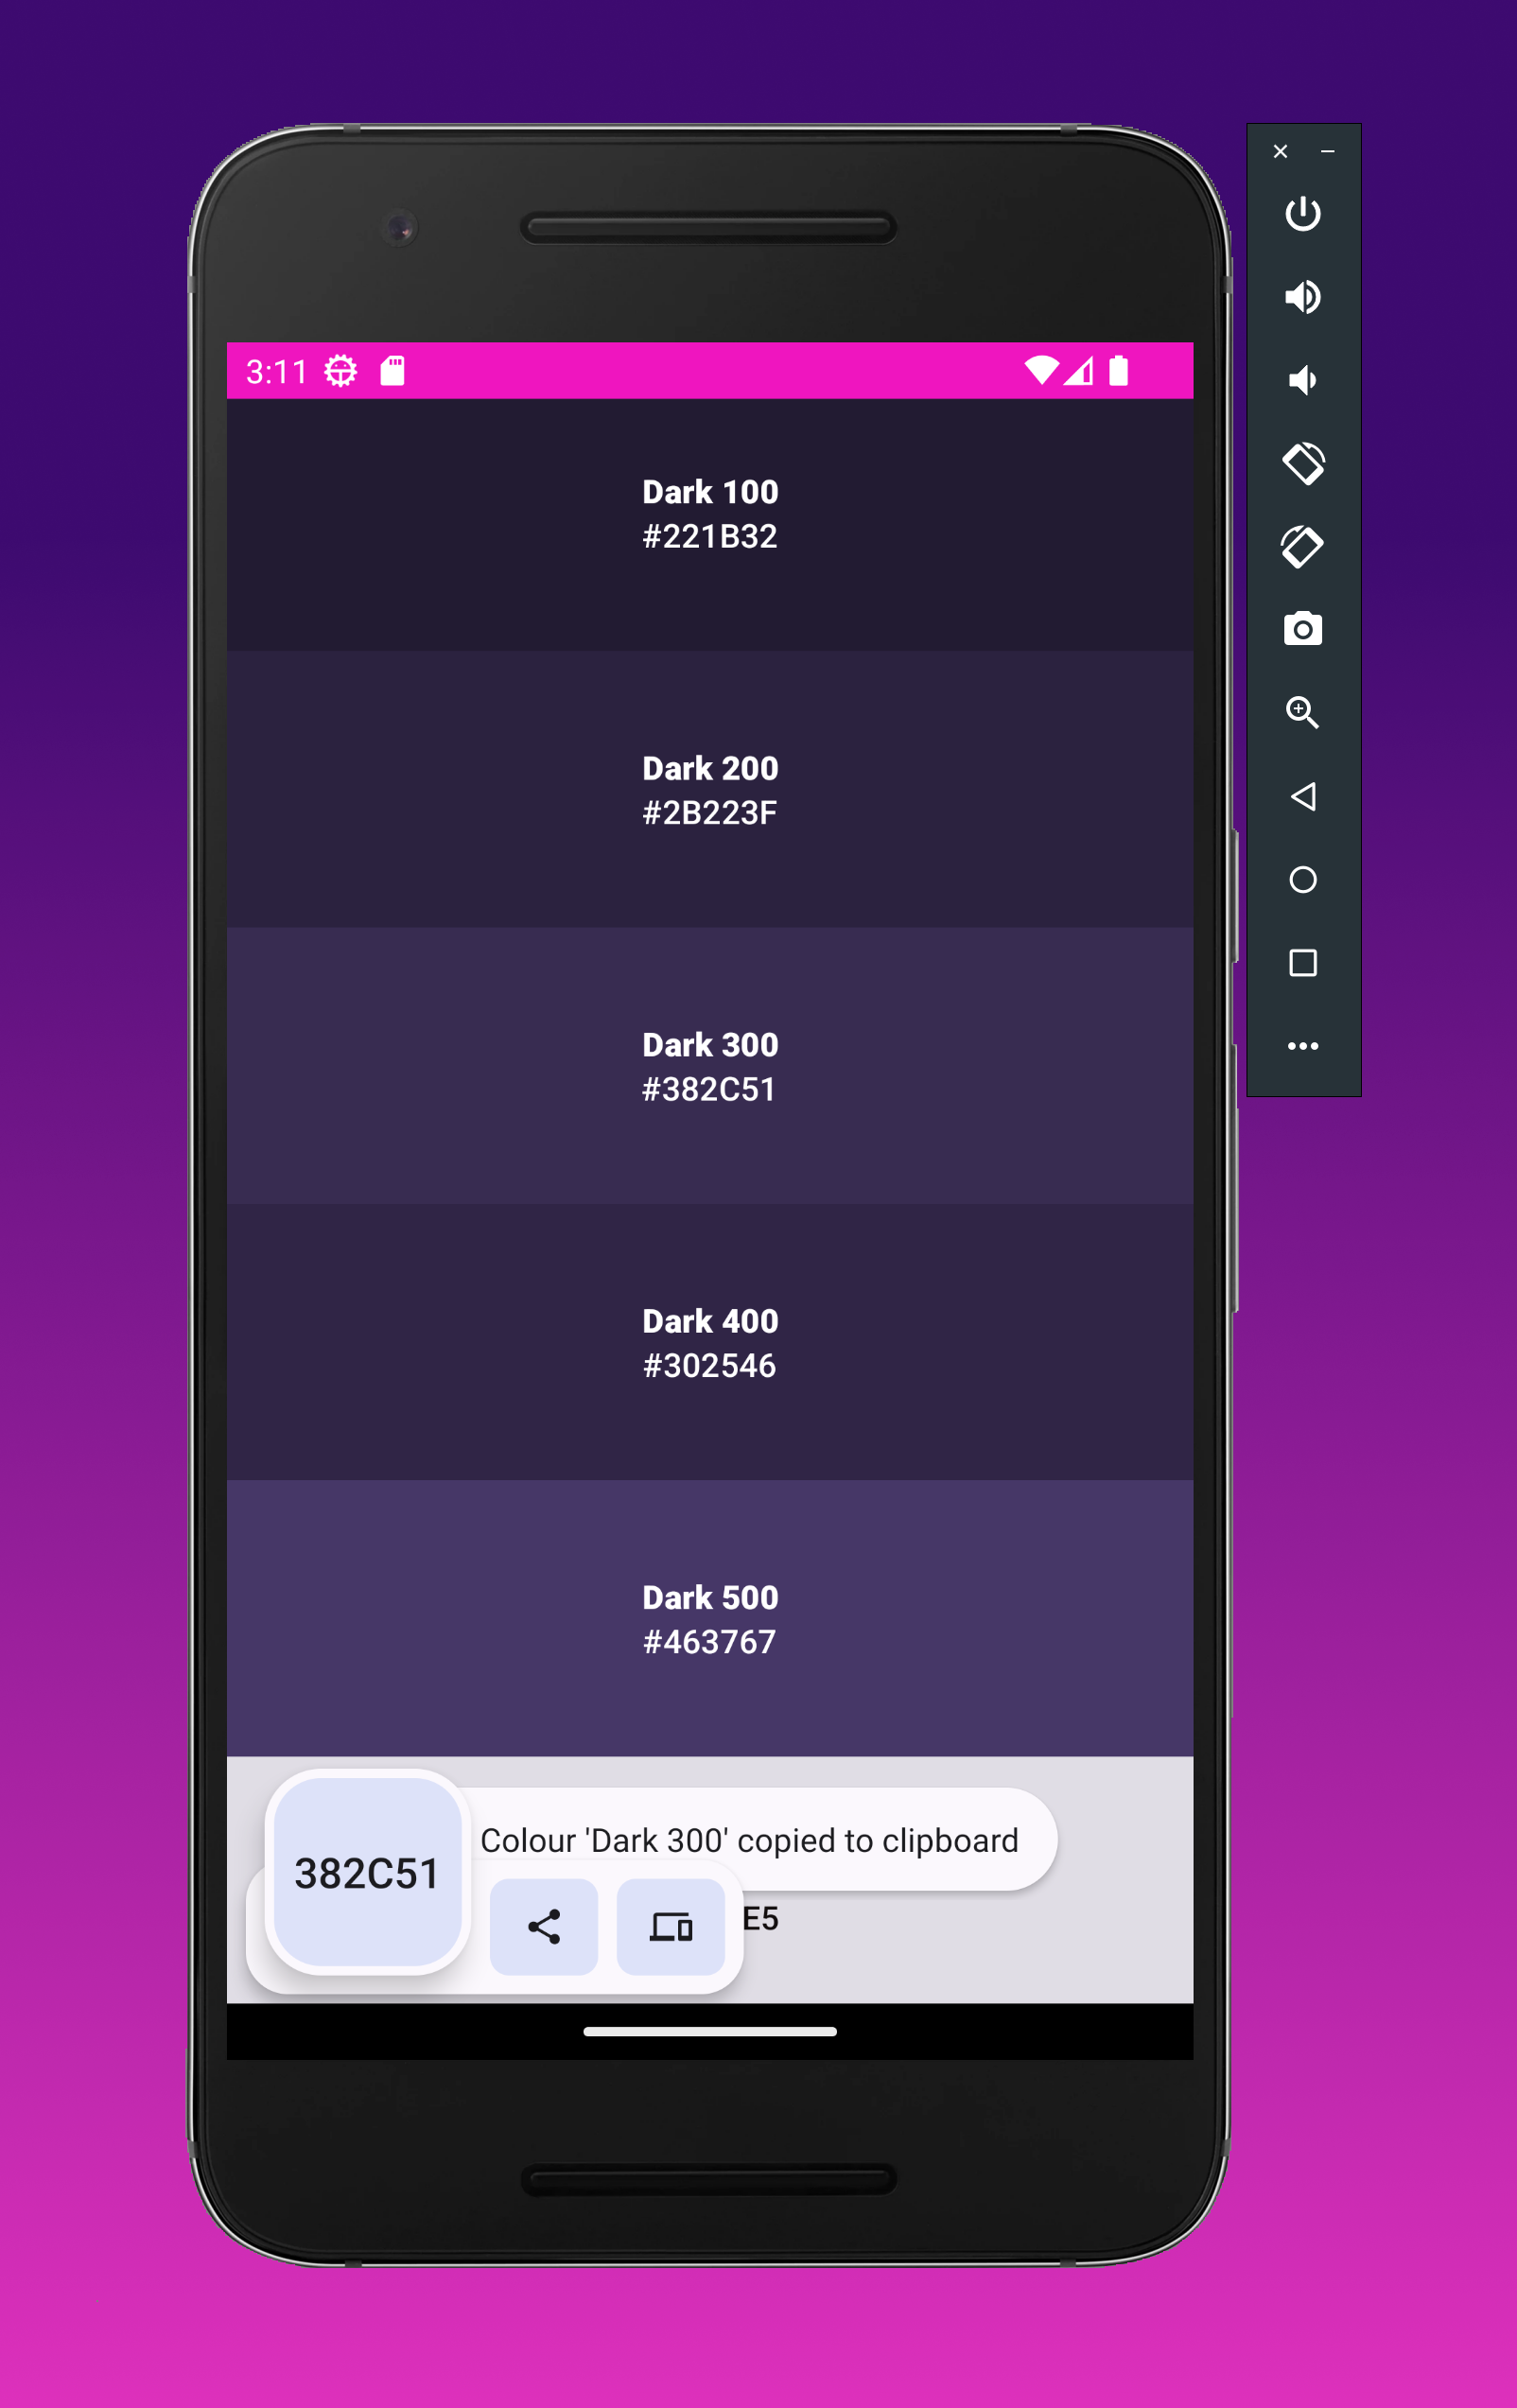 3:11
Dark 100
#221B32
Dark 200
#2B223F
Dark 300
#382C51
Dark 400
#302546
Dark 500
#463767
Colour 'Dark 300' copied to clipboard
382C51
E5